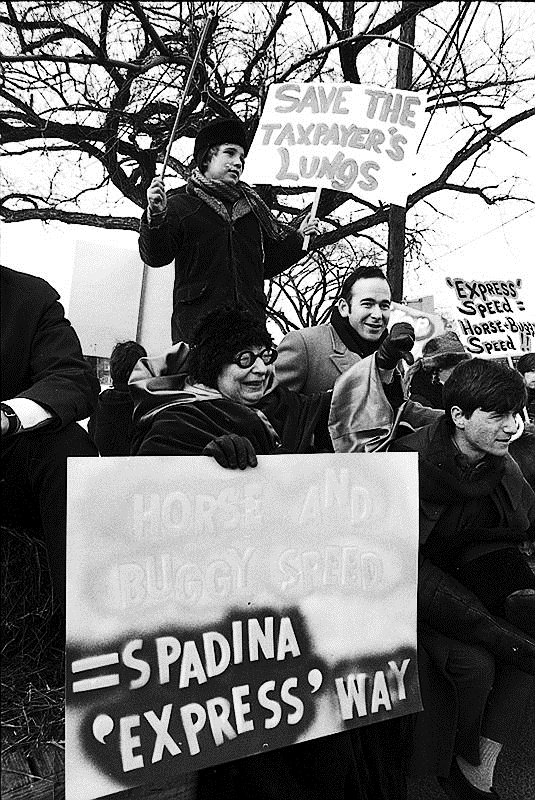 SAVE THE
TAXPAYER'S
LUNGS
'EXPRESS'
SPEED =
HORSE-BUGGY
SPEED !!
HORSE AND
BUGGY SPEED
=SPADINA
'EXPRESS' WAY